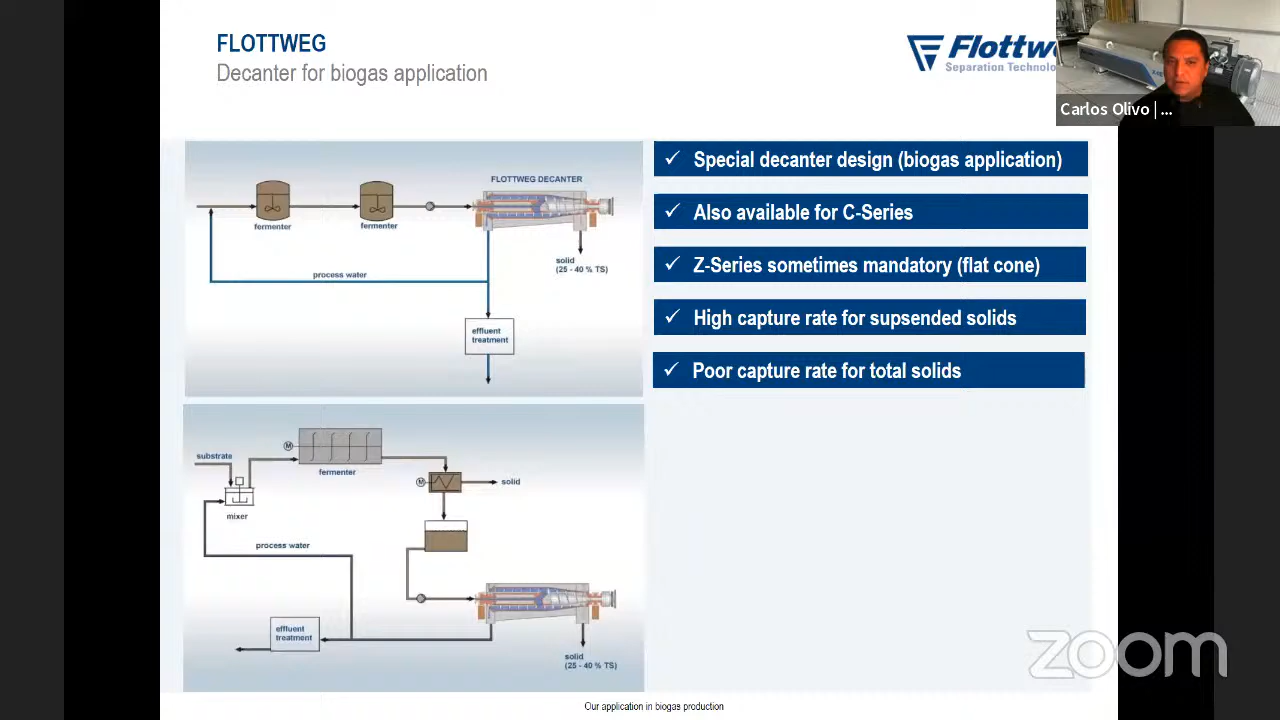 FLOTTWEG
Decanter for biogas application
Flottwe
Separation Technolo
Carlos Olivo | ...
FLOTTWEG DECANTER
fermenter
fermenter
solid
(25 - 40 % TS)
process water
effluent
treatment
✓ Special decanter design (biogas application)
✓ Also available for C-Series
✓ Z-Series sometimes mandatory (flat cone)
✓ High capture rate for supsended solids
✓ Poor capture rate for total solids
substrate
M
fermenter
M
solid
mixer
process water
effluent
treatment
solid
(25 - 40 % TS)
zoom
Our application in biogas production